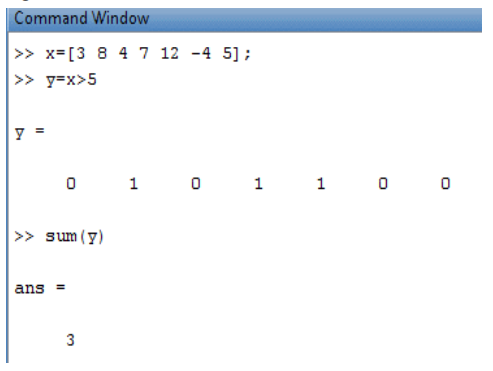 Command Window
>> x=[3 8 4 7 12 -4 5];
>> y=x>5
y =
0 1 0 1 1 0 0
>> sum(y)
ans =
3